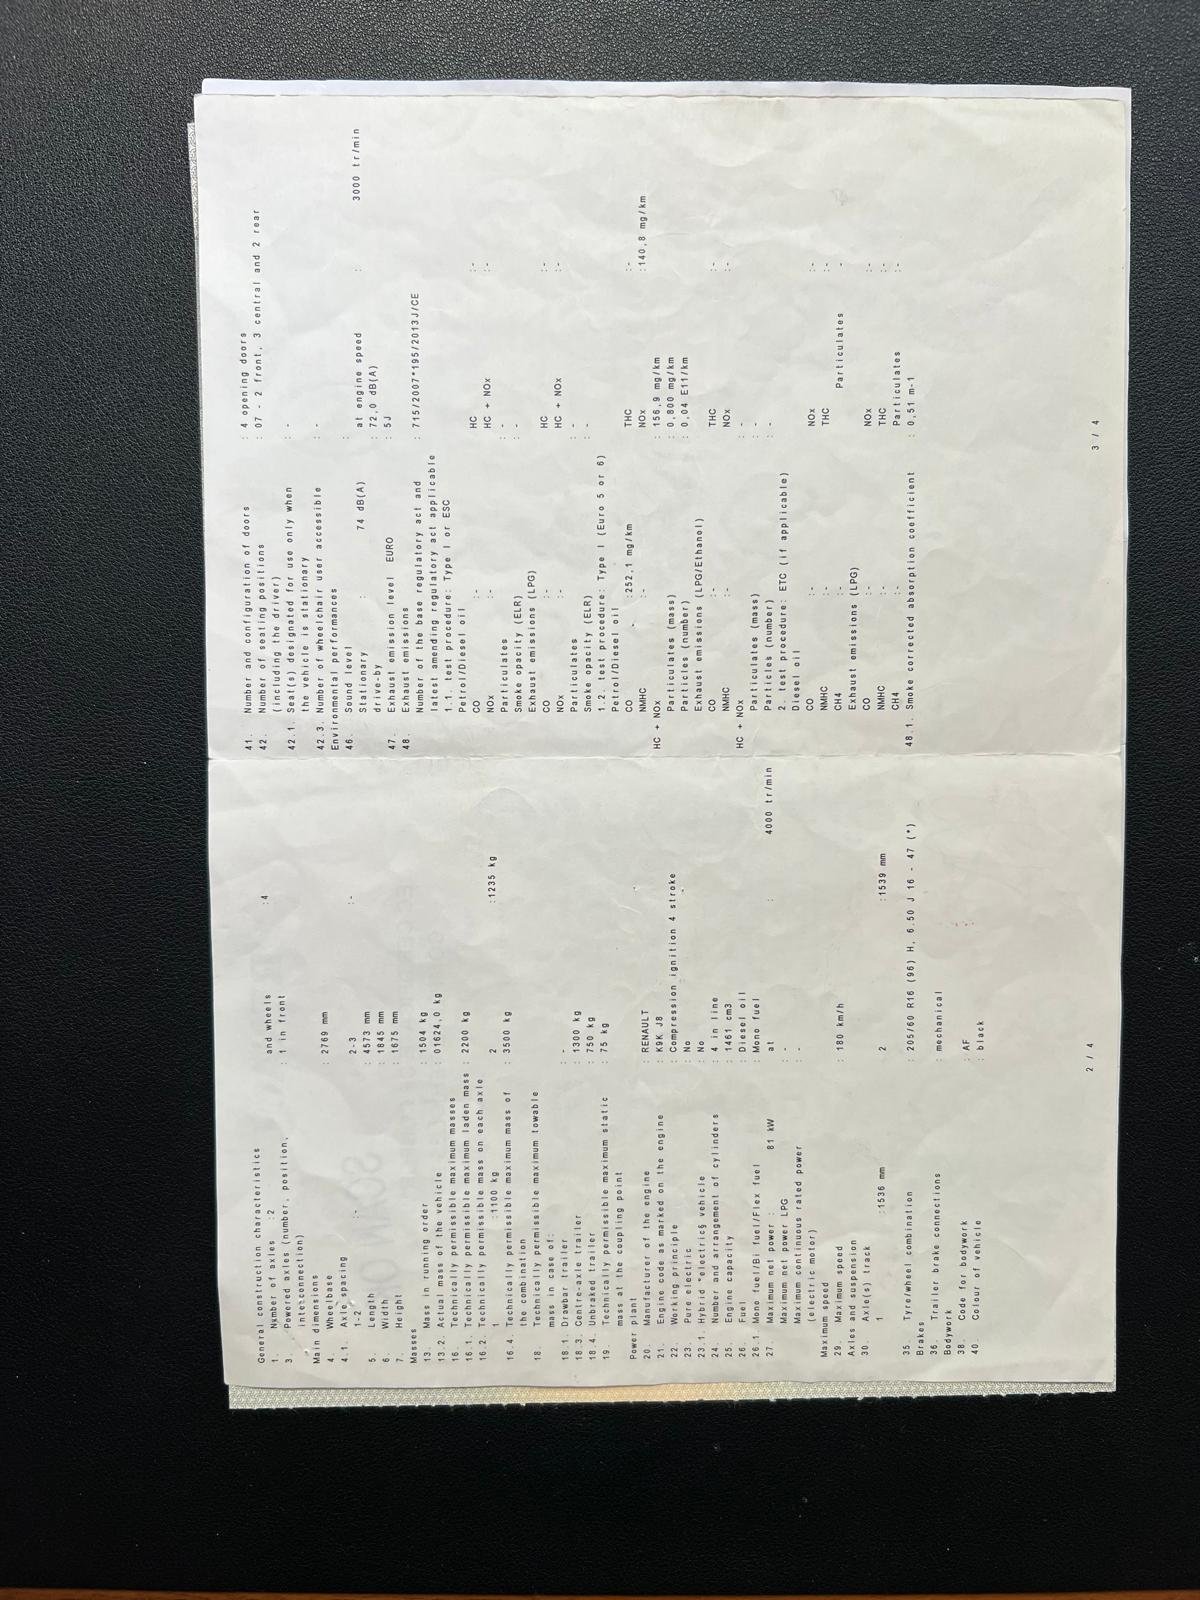 General construction characteristics
1. Number of axles :2 and wheels :4
3. Powered axles (number, position, : 1 in front
interconnection)
Main dimensions
4. Wheelbase : 2769 mm
4.1. Axle spacing
1-2 :- 2-3 :-
5. Length : 4573 mm
6 Width : 1845 mm
7. Height : 1675 mm
Masses
13. Mass in running order : 1504 kg
13.2. Actual mass of the vehicle : 01624,0 kg
16. Technically permissible maximum masses
16.1. Technically permissible maximum laden mass : 2200 kg
16.2. Technically permissible maximum mass on each axle
1 :1100 kg 2 :1235 kg
16.4. Technically permissible maximum mass of : 3500 kg
the combination
18. Technically permissible maximum towable
mass in case of:
18.1. Drawbar trailer : -
18.3. Centre-axle trailer : 1300 kg
18.4. Unbraked trailer : 750 kg
19. Technically permissible maximum static : 75 kg
mass at the coupling point
Power plant
20. Manufacturer of the engine : RENAULT
21. Engine code as marked on the engine : K9K J8
22. Working principle : Compression ignition 4 stroke
23. Pure electric : No
23.1. Hybrid electric§ vehicle : No
24. Number and arrangement of cylinders : 4 in line
25. Engine capacity : 1461 cm3
26. Fuel : Diesel oil
26.1. Mono fuel/Bi fuel/Flex fuel : Mono fuel
27. Maximum net power : 81 kW at : 4000 tr/min
Maximum net power LPG : -
Maximum continuous rated power : -
(electric motor)
Maximum speed
29. Maximum speed : 180 km/h
Axles and suspension
30. Axle(s) track
1 :1536 mm 2 :1539 mm
35 Tyre/wheel combination : 205/60 R16 (96) H, 6.50 J 16 - 47 (*)
Brakes
36. Trailer brake connections : mechanical
Bodywork
38. Code for bodywork : AF
40. Colour of vehicle : black
2 / 4
41. Number and configuration of doors : 4 opening doors
42. Number of seating positions : 07 - 2 front, 3 central and 2 rear
(including the driver)
42.1. Seat(s) designated for use only when : -
the vehicle is stationary
42.3. Number of wheelchair user accessible : -
Environmental performances
46. Sound level :
Stationary : 74 dB(A) at engine speed : 3000 tr/min
drive-by : 72,0 dB(A)
47. Exhaust emission level EURO : 5J
48. Exhaust emissions
Number of the base regulatory act and : 715/2007*195/2013J/CE
latest amending regulatory act applicable
1.1. test procedure: Type I or ESC
Petrol/Diesel oil
CO :- HC :-
NOx :- HC + NOx :-
Particulates : -
Smoke opacity (ELR) : -
Exhaust emissions (LPG)
CO :- HC :-
NOx :- HC + NOx :-
Particulates : -
Smoke opacity (ELR) : -
1.2. test procedure: Type I (Euro 5 or 6)
Petrol/Diesel oil
CO :252,1 mg/km THC :-
NMHC :- NOx :140,8 mg/km
HC + NOx : 156,9 mg/km
Particulates (mass) : 0,800 mg/km
Particles (number) : 0,04 E11/km
Exhaust emissions (LPG/Ethanol)
CO :- THC :-
NMHC :- NOx :-
HC + NOx : -
Particulates (mass) : -
Particles (number) : -
2. test procedure: ETC (if applicable)
Diesel oil
CO :- NOx :-
NMHC :- THC :-
CH4 :- Particulates :-
Exhaust emissions (LPG)
CO :- NOx :-
NMHC :- THC :-
CH4 :- Particulates :-
48.1. Smoke corrected absorption coefficient : 0,51 m-1
3 / 4